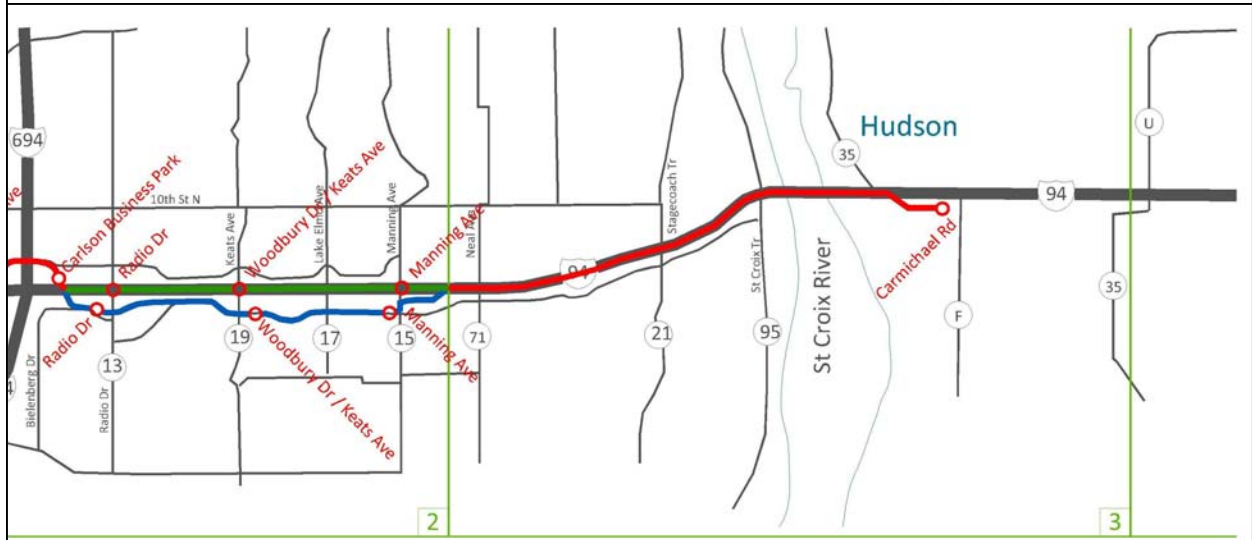 694
Carlson Business Park
Radio Dr
10th St N
Keats Ave
Woodbury Dr / Keats Ave
Lake Elmo Ave
Manning Ave
Manning Ave
Neal Ave
94
Stagecoach Tr
St Croix Tr
St Croix River
35
Hudson
94
Carmichael Rd
U
35
F
Radio Dr
Woodbury Dr / Keats Ave
Manning Ave
Bielenberg Dr
Radio Dr
13
19
17
15
71
21
95
2
3